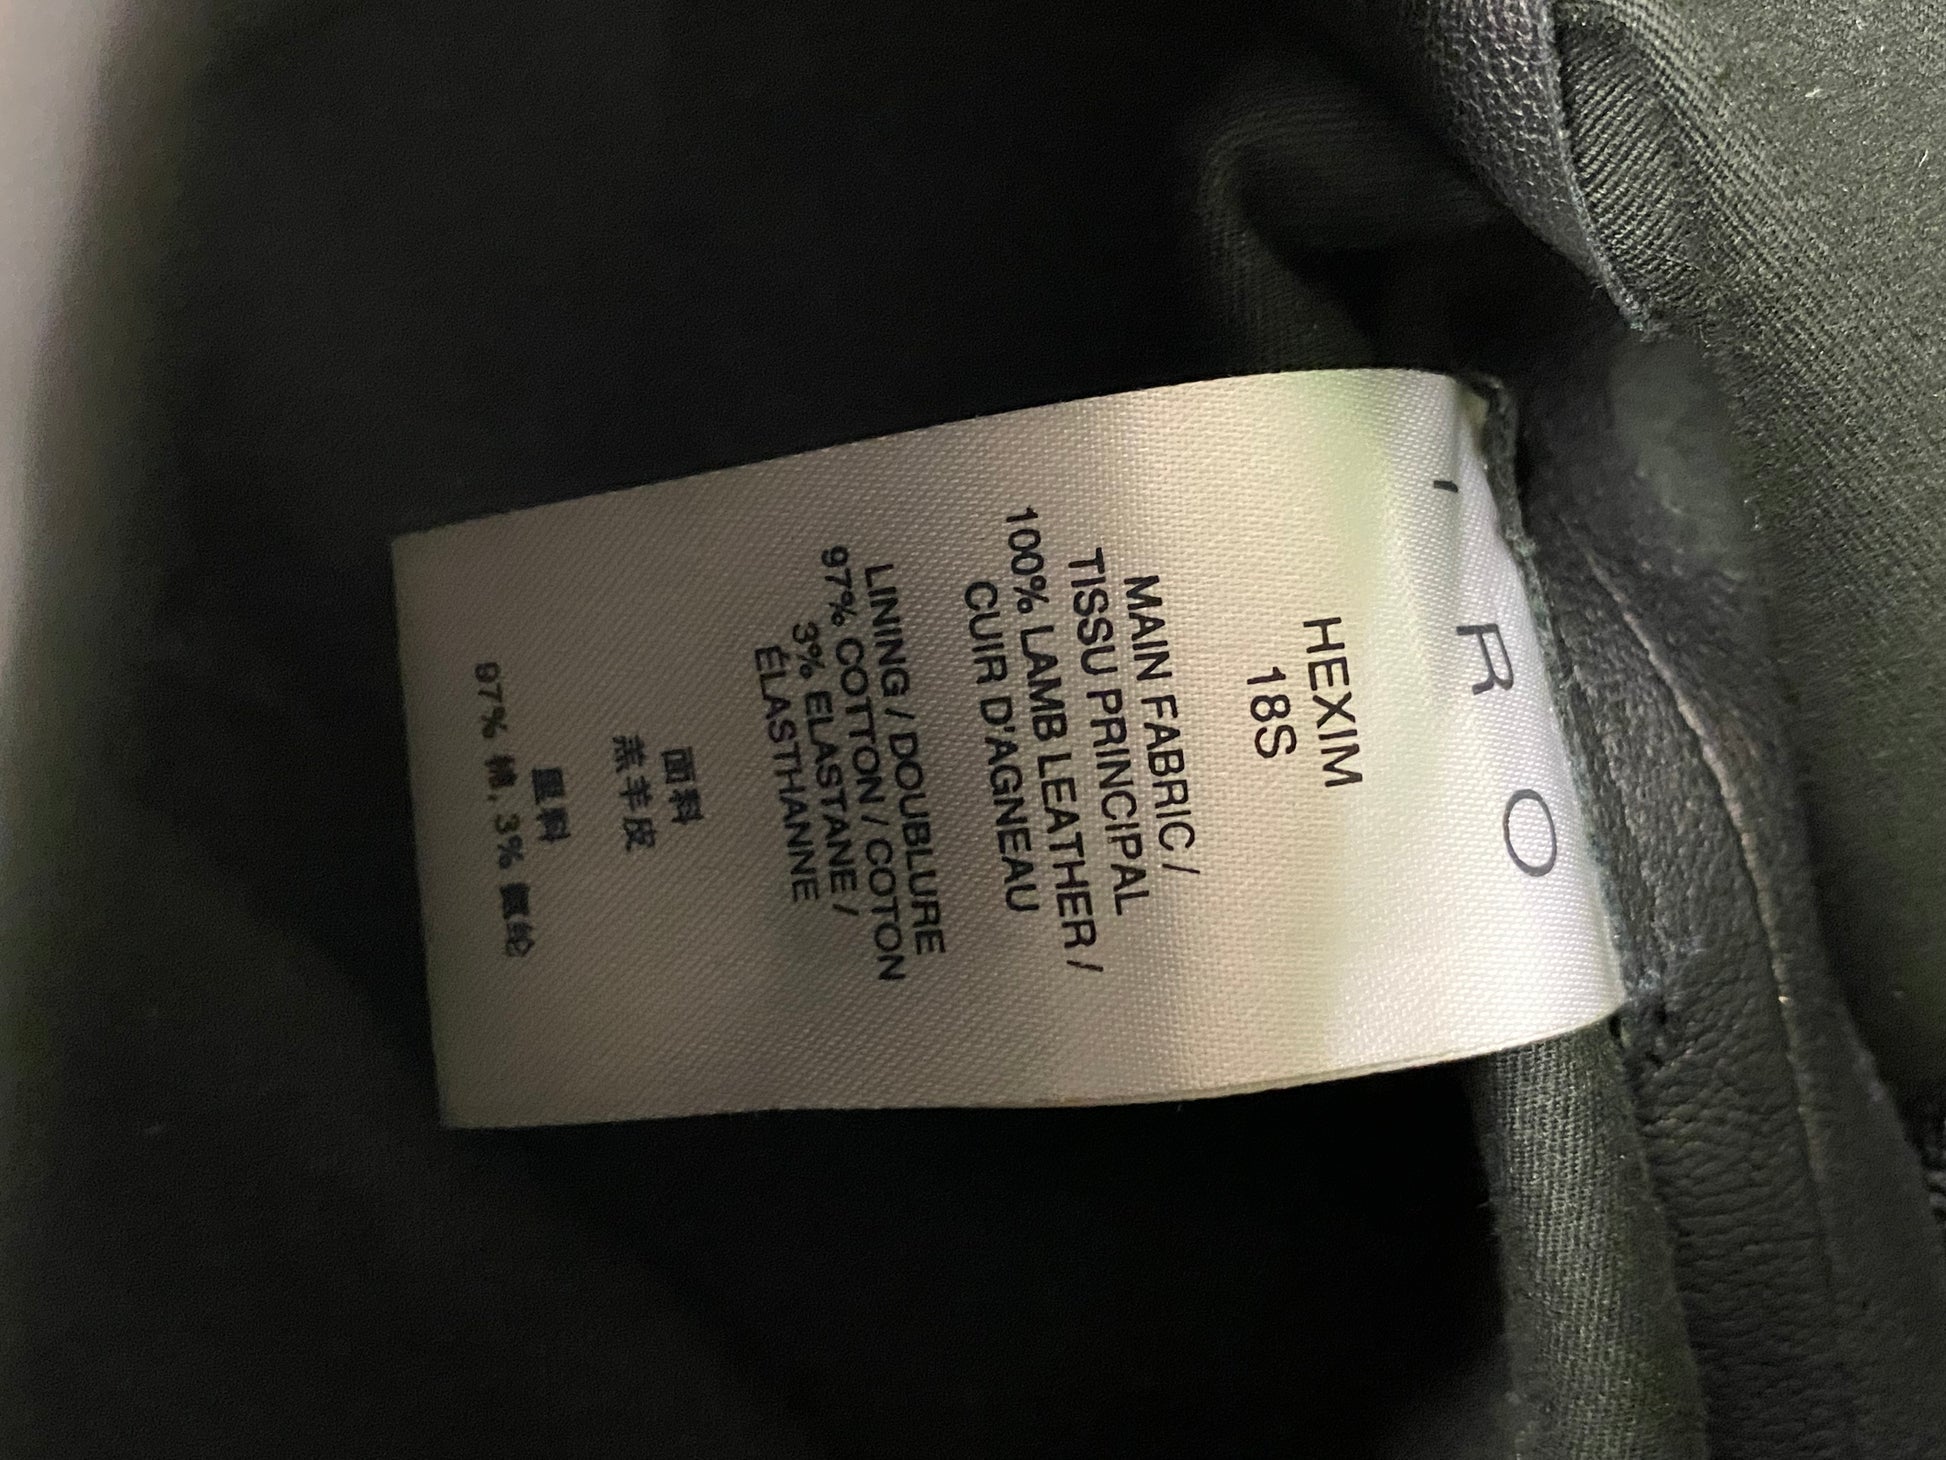 R O
HEXIM
18S
MAIN FABRIC /
TISSU PRINCIPAL
100% LAMB LEATHER /
CUIR D'AGNEAU
LINING / DOUBLURE
97% COTTON / COTON
3% ELASTANE /
ÉLASTHANNE
面料
羔羊皮
里料
97% 棉, 3% 氨纶